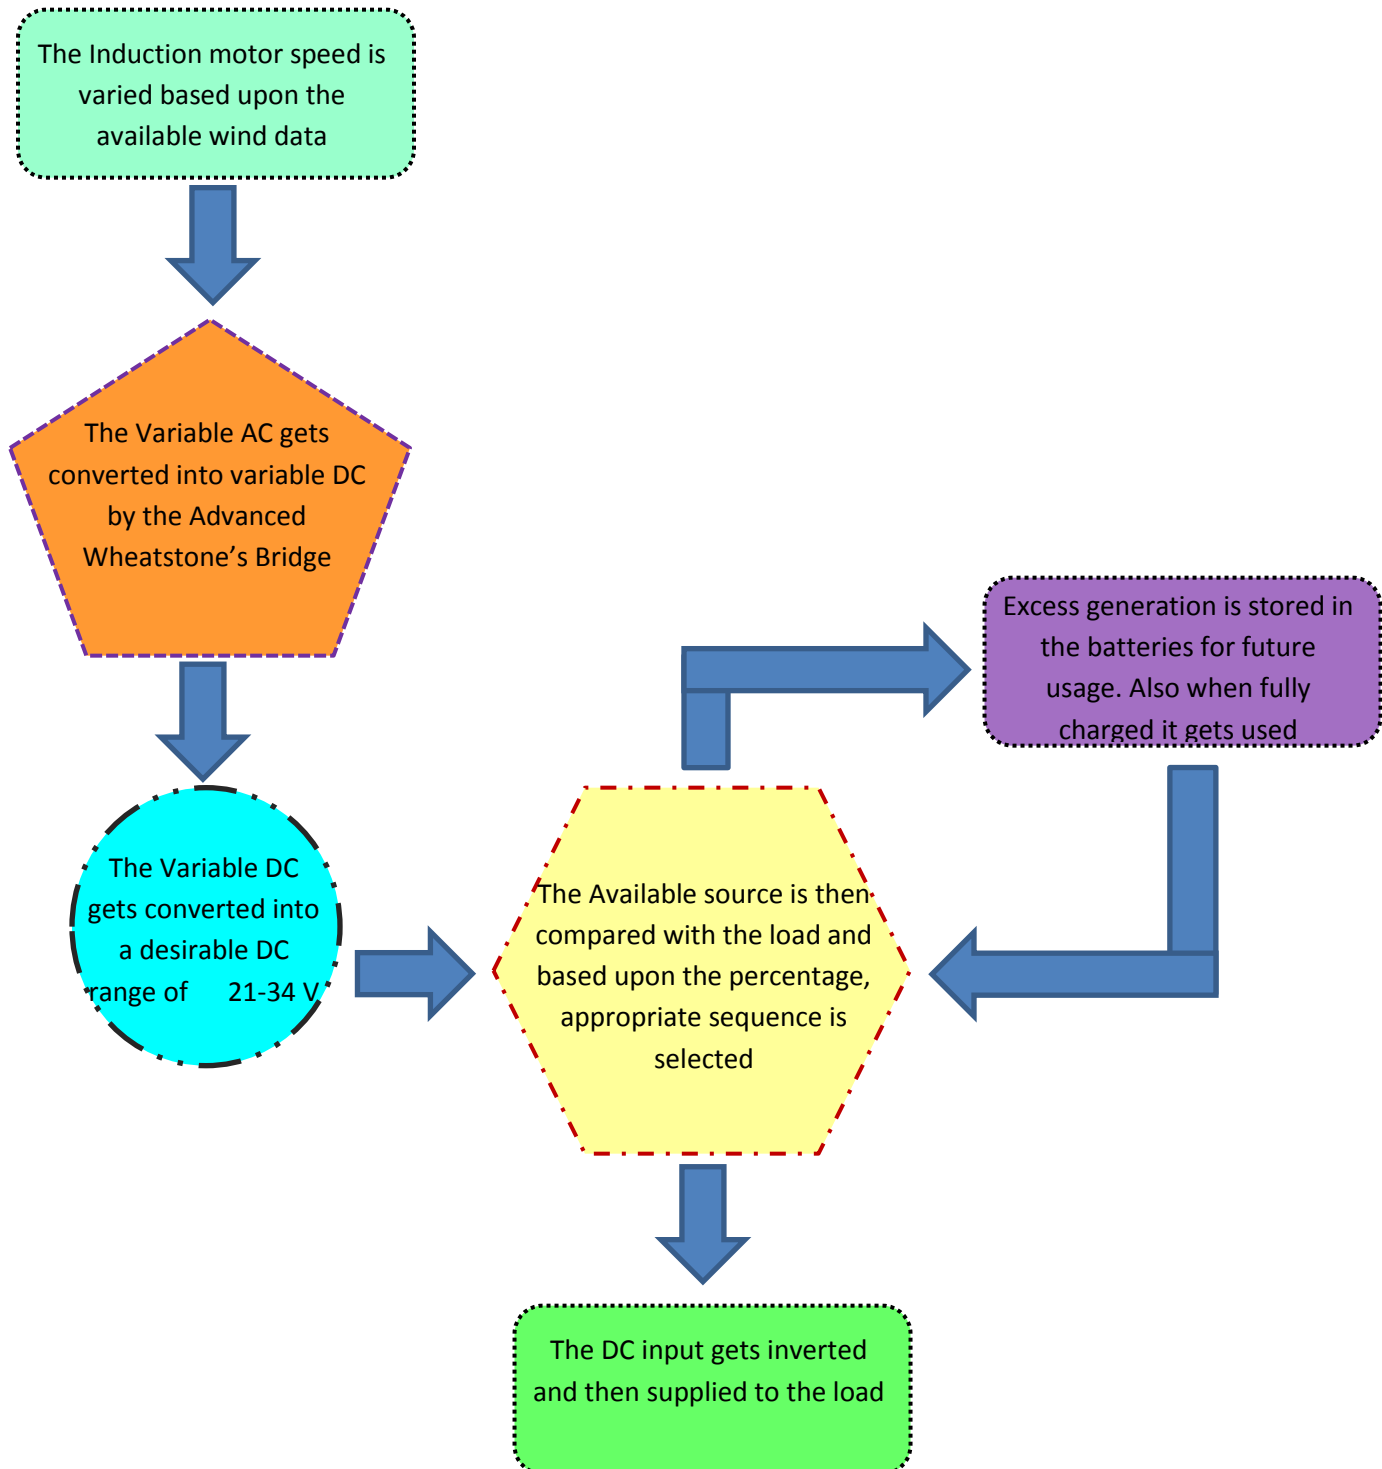 The Induction motor speed is
varied based upon the
available wind data
The Variable AC gets
converted into variable DC
by the Advanced
Wheatstone’s Bridge
Excess generation is stored in
the batteries for future
usage. Also when fully
charged it gets used
The Variable DC
gets converted into
a desirable DC
range of 21-34 V
The Available source is then
compared with the load and
based upon the percentage,
appropriate sequence is
selected
The DC input gets inverted
and then supplied to the load